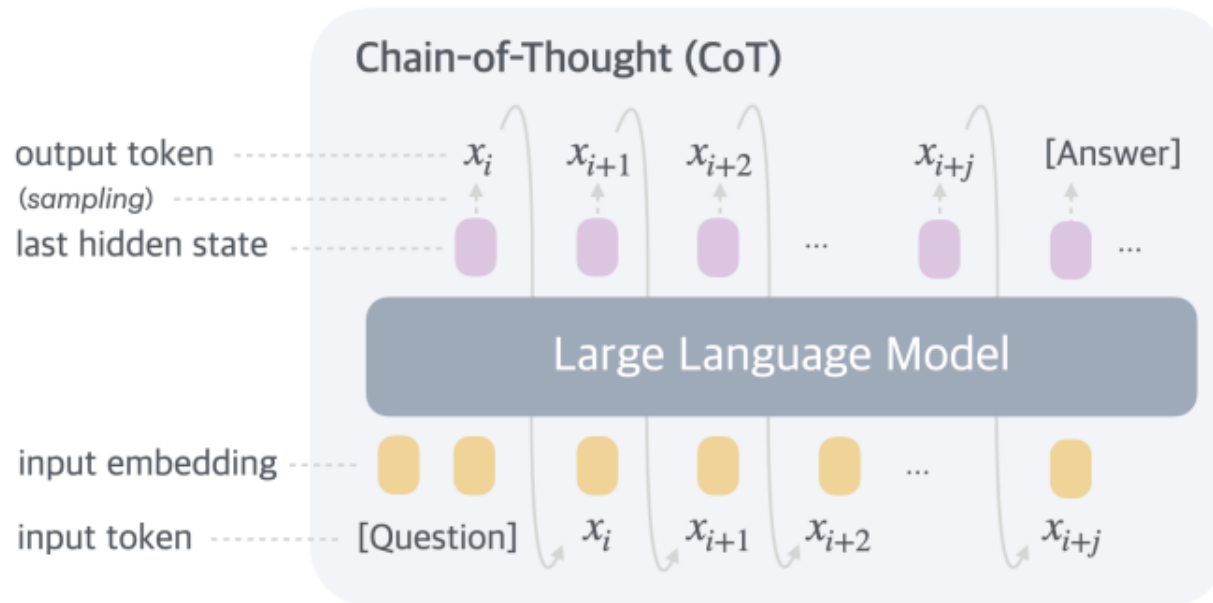 Chain-of-Thought (CoT)
output token x_i x_{i+1} x_{i+2} x_{i+j} [Answer]
(sampling)
last hidden state ... ...
Large Language Model
input embedding ...
input token [Question] x_i x_{i+1} x_{i+2} x_{i+j}